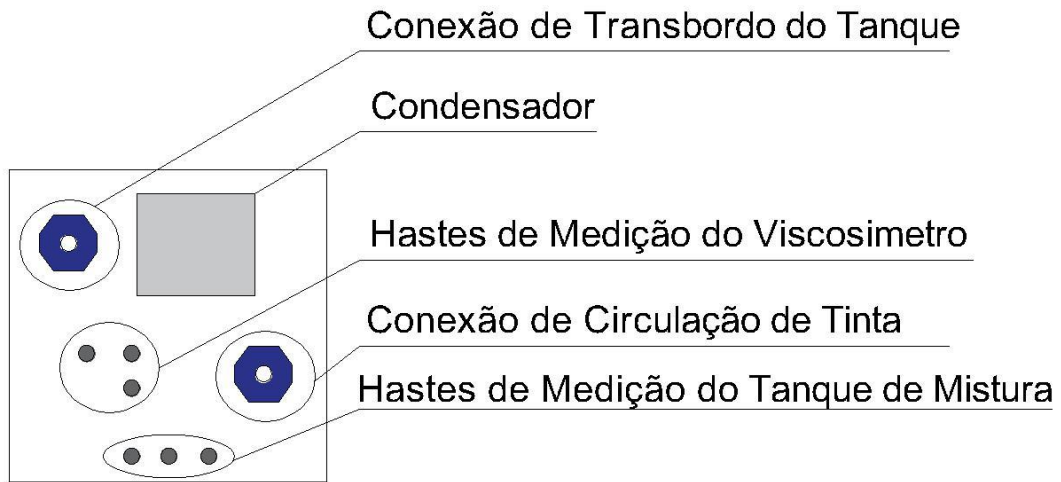 Conexão de Transbordo do Tanque
Condensador
Hastes de Medição do Viscosimetro
Conexão de Circulação de Tinta
Hastes de Medição do Tanque de Mistura